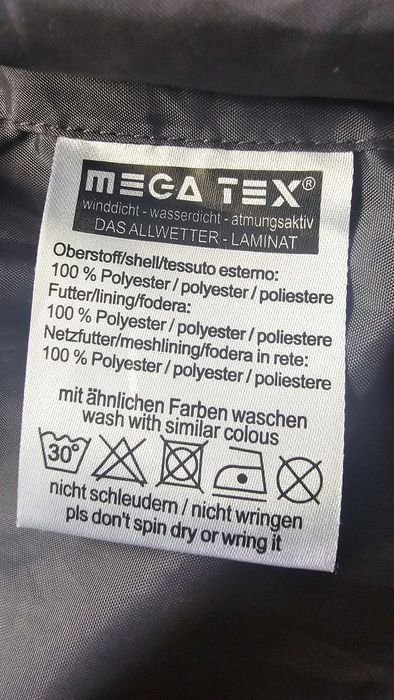 MEGA TEX®
winddicht - wasserdicht - atmungsaktiv
DAS ALLWETTER - LAMINAT
Oberstoff/shell/tessuto esterno:
100 % Polyester / polyester / poliestere
Futter/lining/fodera:
100 % Polyester / polyester / poliestere
Netzfutter/meshlining/fodera in rete:
100 % Polyester / polyester / poliestere
mit ähnlichen Farben waschen
wash with similar colous
30°
nicht schleudern / nicht wringen
pls don't spin dry or wring it